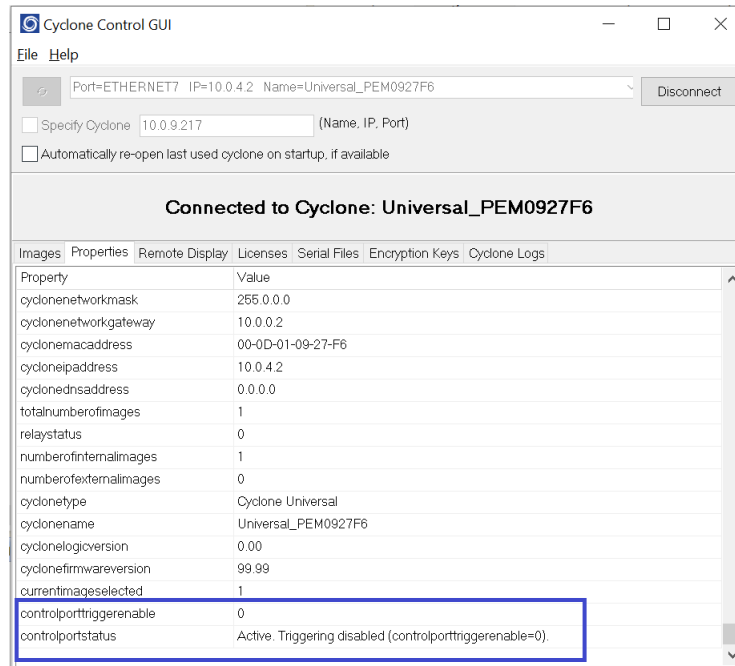 Cyclone Control GUI
File Help
Port=ETHERNET7 IP=10.0.4.2 Name=Universal_PEM0927F6
Disconnect
Specify Cyclone 10.0.9.217 (Name, IP, Port)
Automatically re-open last used cyclone on startup, if available
Connected to Cyclone: Universal_PEM0927F6
Images Properties Remote Display Licenses Serial Files Encryption Keys Cyclone Logs
Property Value
cyclonenetworkmask 255.0.0.0
cyclonenetworkgateway 10.0.0.2
cyclonemacaddress 00-0D-01-09-27-F6
cycloneipaddress 10.0.4.2
cyclonednsaddress 0.0.0.0
totalnumberofimages 1
relaystatus 0
numberofinternalimages 1
numberofexternalimages 0
cyclonetype Cyclone Universal
cyclonename Universal_PEM0927F6
cyclonelogicversion 0.00
cyclonefirmwareversion 99.99
currentimageselected 1
controlporttriggerenable 0
controlportstatus Active. Triggering disabled (controlporttriggerenable=0).